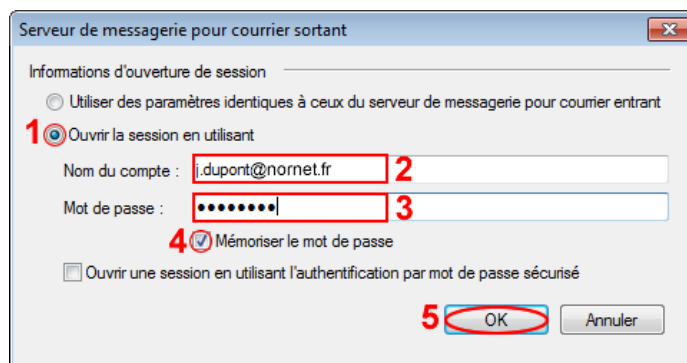 Serveur de messagerie pour courrier sortant
Informations d'ouverture de session
Utiliser des paramètres identiques à ceux du serveur de messagerie pour courrier entrant
1 Ouvrir la session en utilisant
Nom du compte : j.dupont@nornet.fr 2
Mot de passe : ●●●●●●●● 3
4 Mémoriser le mot de passe
Ouvrir une session en utilisant l'authentification par mot de passe sécurisé
5 OK Annuler